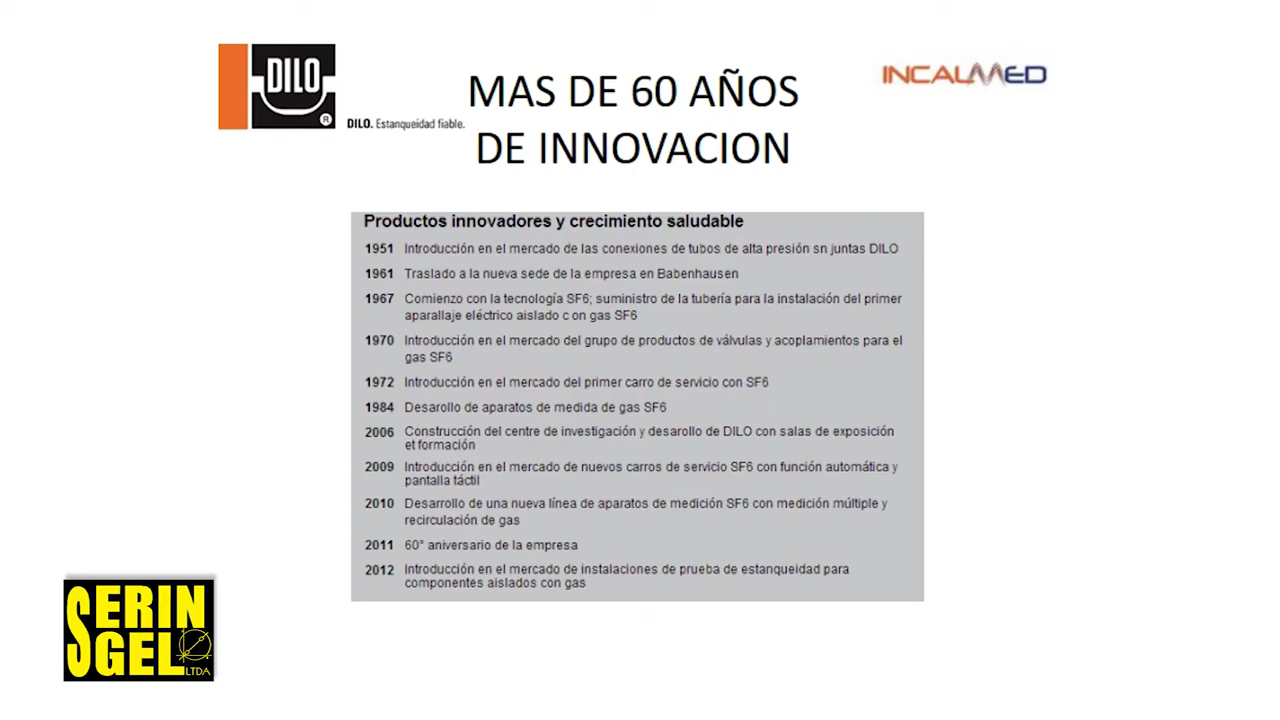 DILO
®
DILO. Estanqueidad fiable.
MAS DE 60 AÑOS
DE INNOVACION
INCALMED
Productos innovadores y crecimiento saludable
1951 Introducción en el mercado de las conexiones de tubos de alta presión sn juntas DILO
1961 Traslado a la nueva sede de la empresa en Babenhausen
1967 Comienzo con la tecnología SF6; suministro de la tubería para la instalación del primer
aparallaje eléctrico aislado c on gas SF6
1970 Introducción en el mercado del grupo de productos de válvulas y acoplamientos para el
gas SF6
1972 Introducción en el mercado del primer carro de servicio con SF6
1984 Desarollo de aparatos de medida de gas SF6
2006 Construcción del centre de investigación y desarollo de DILO con salas de exposición
et formación
2009 Introducción en el mercado de nuevos carros de servicio SF6 con función automática y
pantalla táctil
2010 Desarrollo de una nueva línea de aparatos de medición SF6 con medición múltiple y
recirculación de gas
2011 60° aniversario de la empresa
2012 Introducción en el mercado de instalaciones de prueba de estanqueidad para
componentes aislados con gas
SERIN
GEL
LTDA